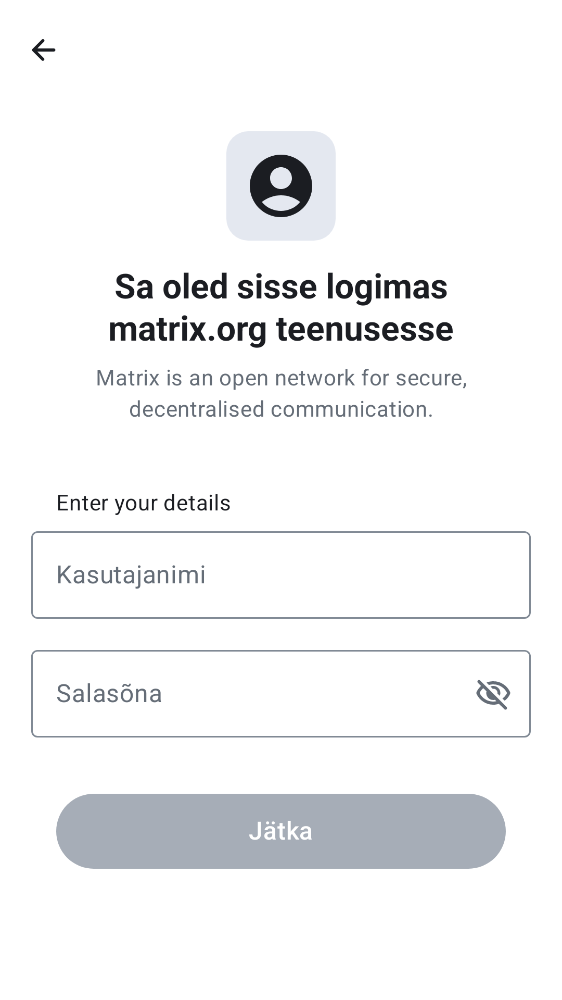 Sa oled sisse logimas
matrix.org teenusesse
Matrix is an open network for secure,
decentralised communication.
Enter your details
Kasutajanimi
Salasõna
Jätka